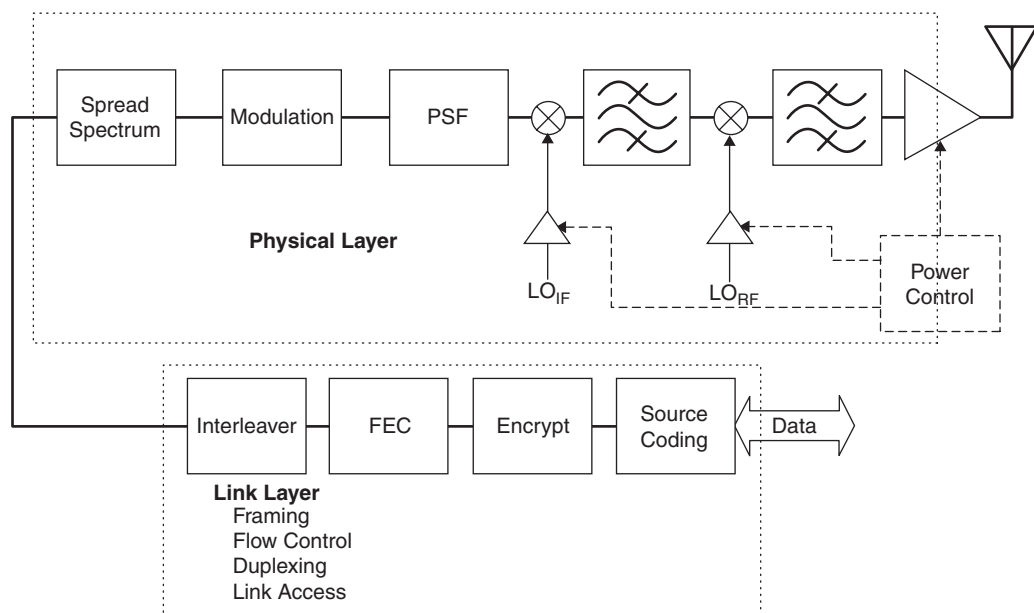 Spread
Spectrum
Modulation
PSF
Physical Layer
LO_IF
LO_RF
Power
Control
Interleaver
FEC
Encrypt
Source
Coding
Data
Link Layer
Framing
Flow Control
Duplexing
Link Access